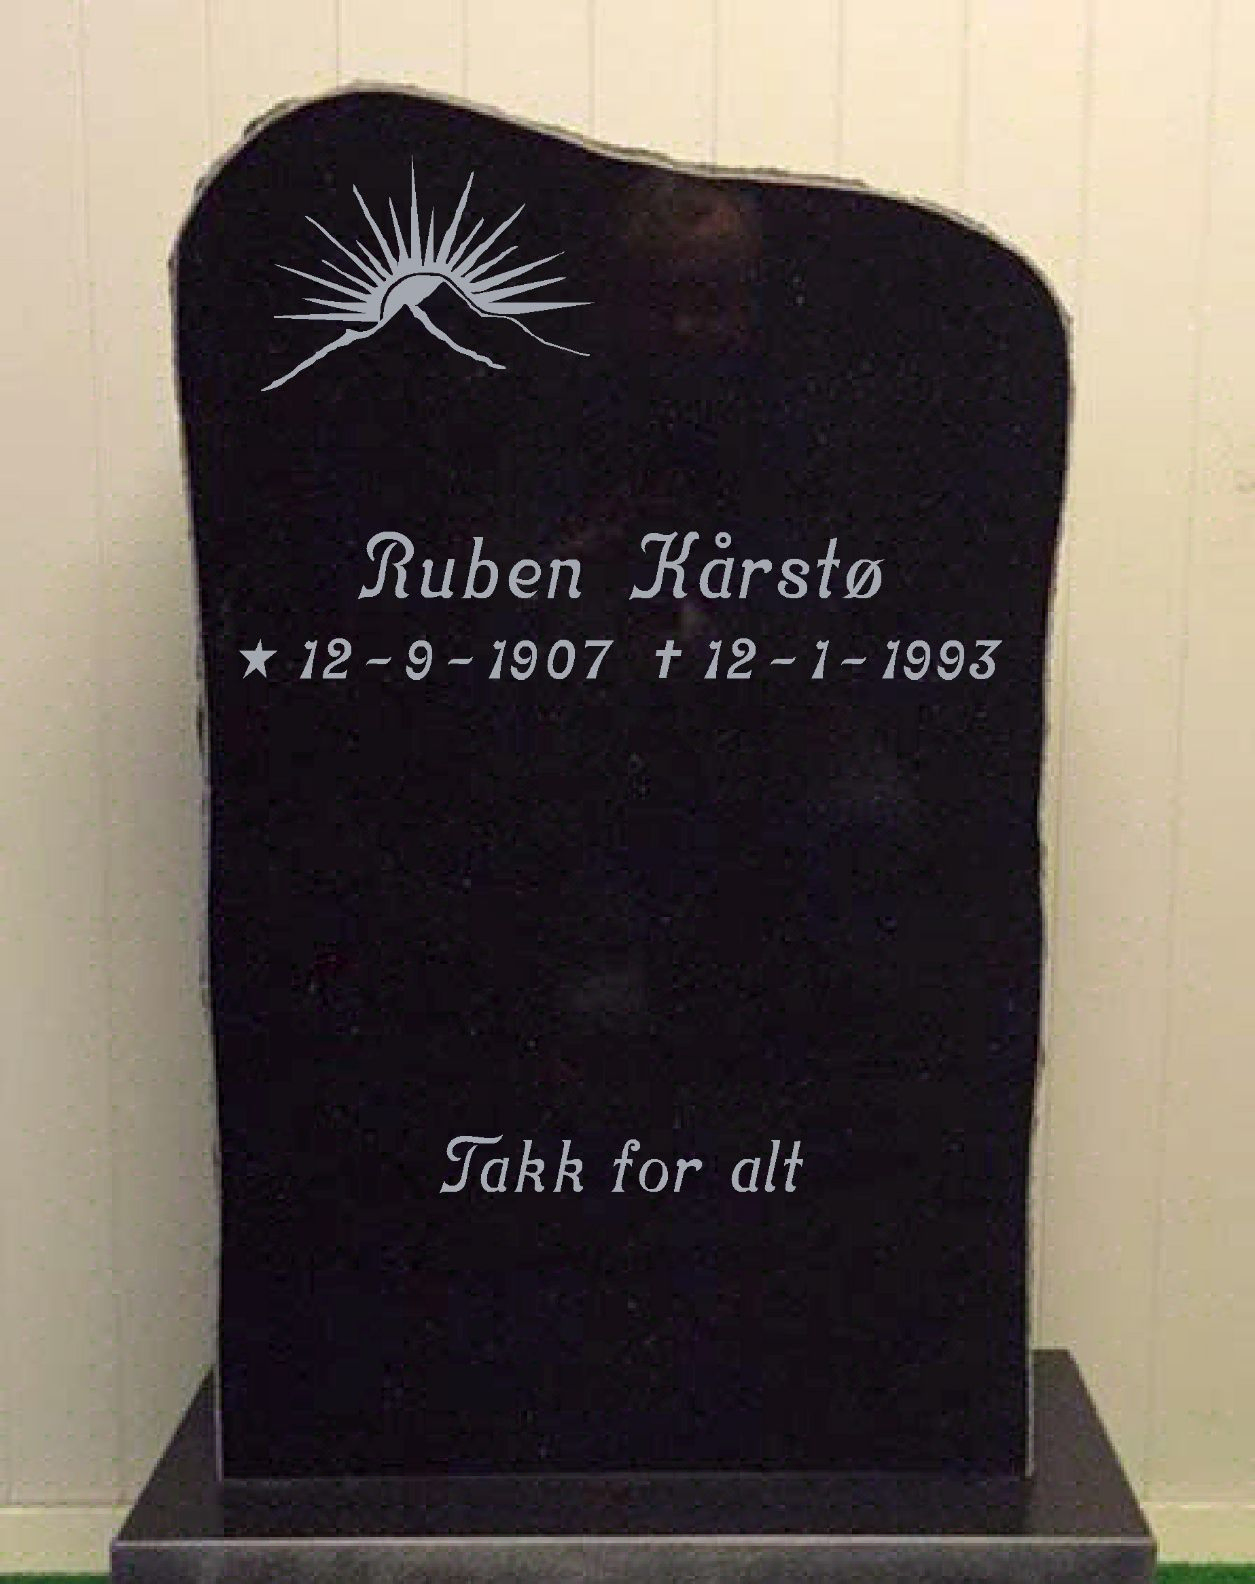 Ruben Kårstø
★ 12-9-1907 ✝ 12-1-1993
Takk for alt